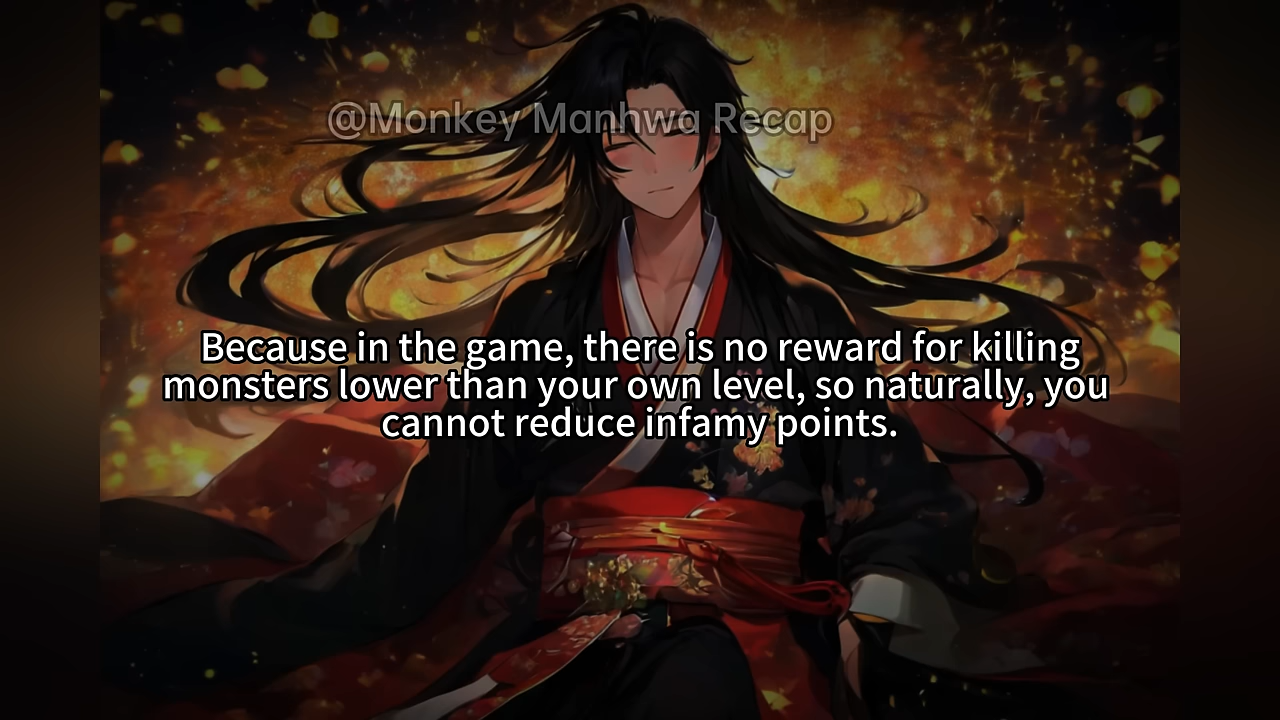 @Monkey Manhwa Recap
Because in the game, there is no reward for killing
monsters lower than your own level, so naturally, you
cannot reduce infamy points.